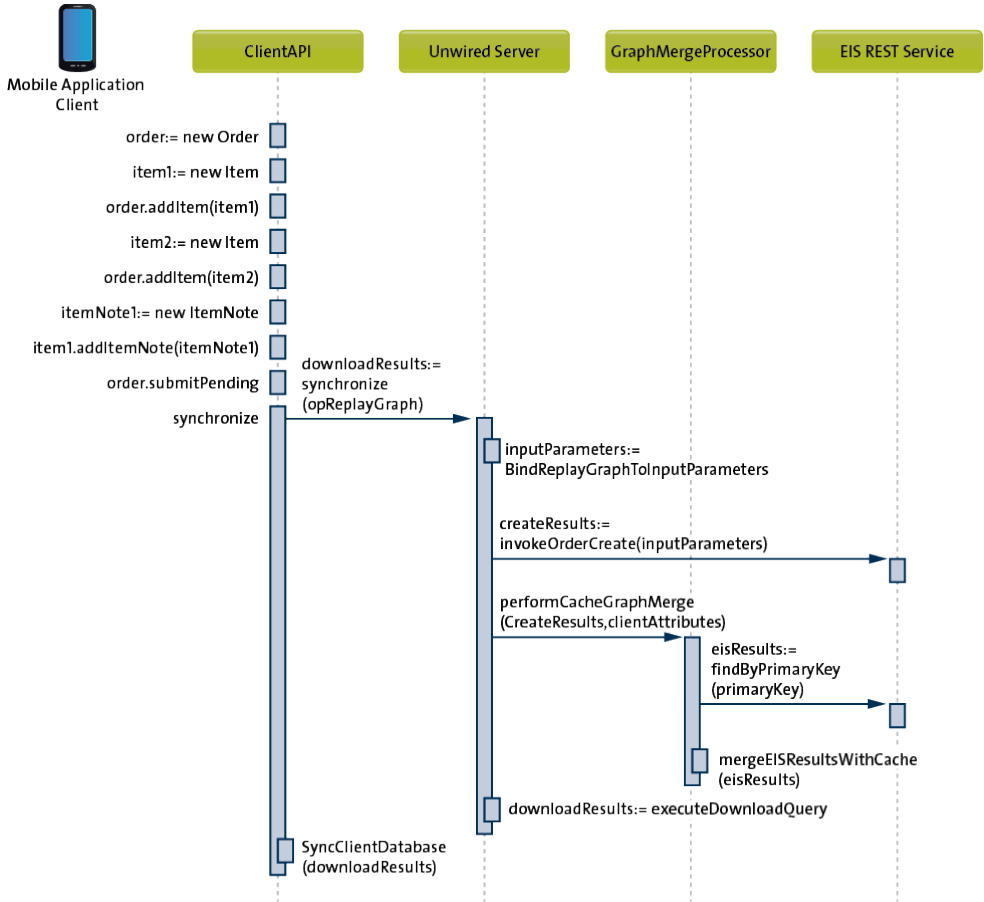 ClientAPI
Unwired Server
GraphMergeProcessor
EIS REST Service
Mobile Application
Client
order:= new Order
item1:= new Item
order.addItem(item1)
item2:= new Item
order.addItem(item2)
itemNote1:= new ItemNote
item1.addItemNote(itemNote1)
order.submitPending
downloadResults:=
synchronize
(opReplayGraph)
synchronize
inputParameters:=
BindReplayGraphToInputParameters
createResults:=
invokeOrderCreate(inputParameters)
performCacheGraphMerge
(CreateResults,clientAttributes)
eisResults:=
findByPrimaryKey
(primaryKey)
mergeEISResultsWithCache
(eisResults)
downloadResults:= executeDownloadQuery
SyncClientDatabase
(downloadResults)